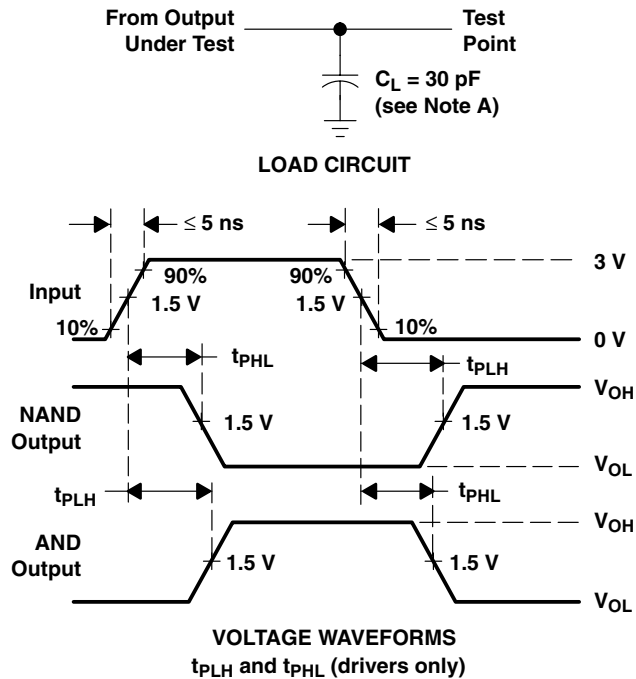 From Output
Under Test
Test
Point
C_L = 30 pF
(see Note A)
LOAD CIRCUIT
≤ 5 ns
≤ 5 ns
Input
10%
90%
1.5 V
90%
1.5 V
10%
3 V
0 V
t_PHL
t_PLH
NAND
Output
1.5 V
1.5 V
V_OH
V_OL
t_PLH
t_PHL
AND
Output
1.5 V
1.5 V
V_OH
V_OL
VOLTAGE WAVEFORMS
t_PLH and t_PHL (drivers only)